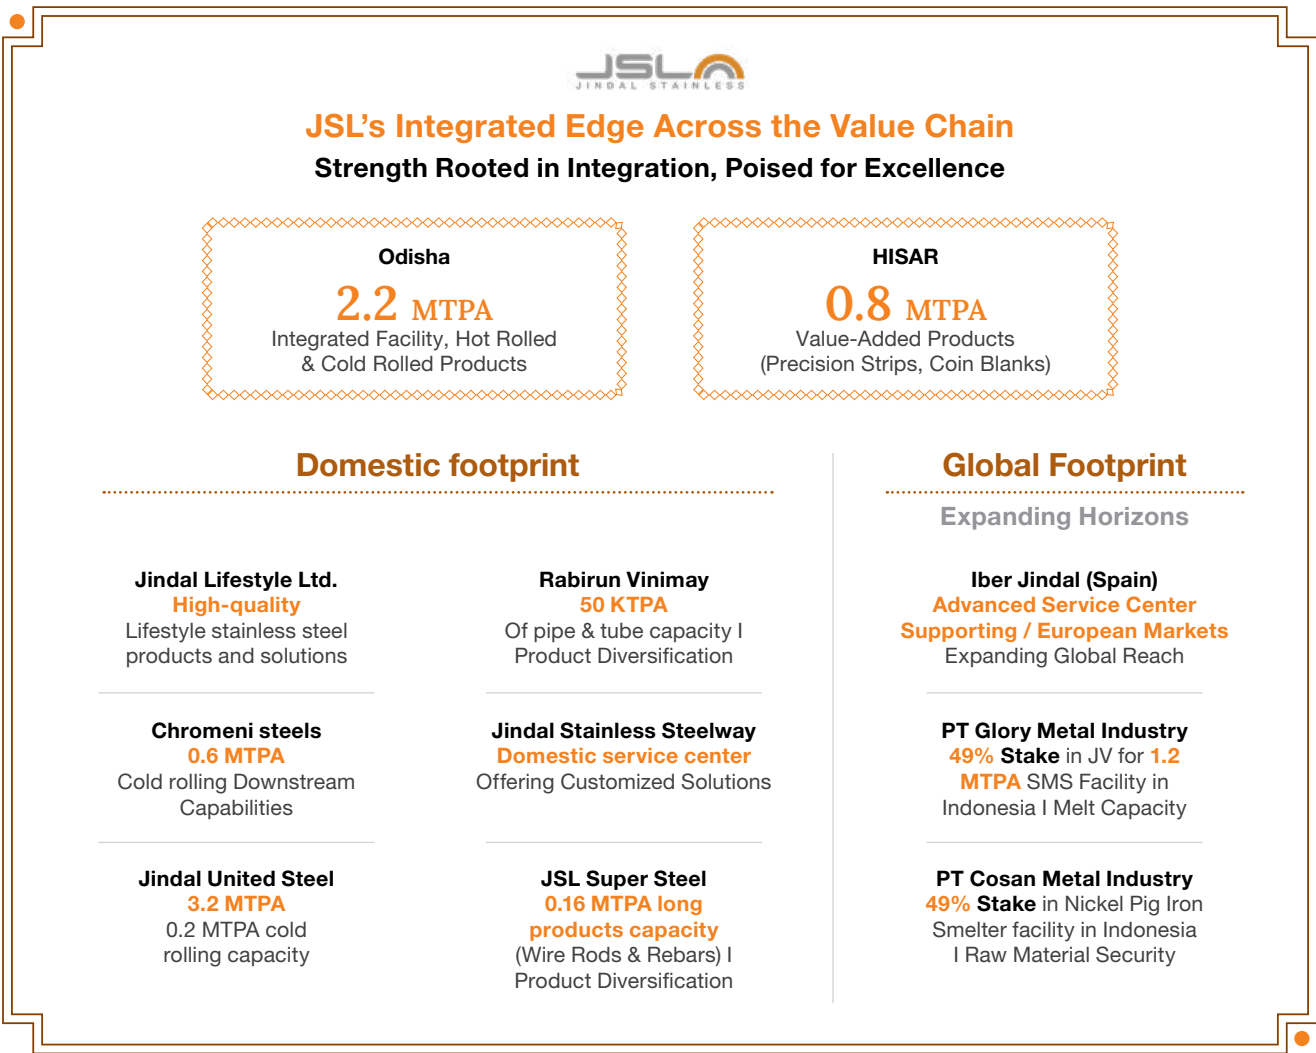 JSL
JINDAL STAINLESS
JSL's Integrated Edge Across the Value Chain
Strength Rooted in Integration, Poised for Excellence
Odisha
2.2 MTPA
Integrated Facility, Hot Rolled
& Cold Rolled Products
HISAR
0.8 MTPA
Value-Added Products
(Precision Strips, Coin Blanks)
Domestic footprint
Jindal Lifestyle Ltd.
High-quality
Lifestyle stainless steel
products and solutions
Rabirun Vinimay
50 KTPA
Of pipe & tube capacity I
Product Diversification
Chromeni steels
0.6 MTPA
Cold rolling Downstream
Capabilities
Jindal Stainless Steelway
Domestic service center
Offering Customized Solutions
Jindal United Steel
3.2 MTPA
0.2 MTPA cold
rolling capacity
JSL Super Steel
0.16 MTPA long
products capacity
(Wire Rods & Rebars) I
Product Diversification
Global Footprint
Expanding Horizons
Iber Jindal (Spain)
Advanced Service Center
Supporting / European Markets
Expanding Global Reach
PT Glory Metal Industry
49% Stake in JV for 1.2
MTPA SMS Facility in
Indonesia I Melt Capacity
PT Cosan Metal Industry
49% Stake in Nickel Pig Iron
Smelter facility in Indonesia
I Raw Material Security